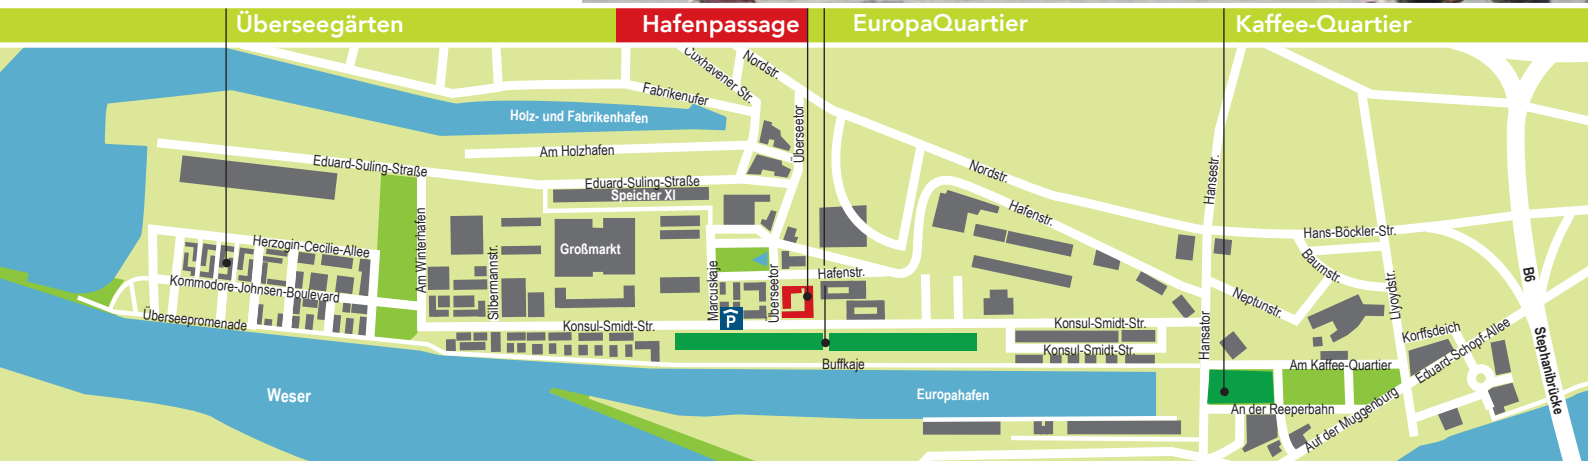 Überseegärten
Hafenpassage
EuropaQuartier
Kaffee-Quartier
Cuxhavener Str.
Nordstr.
Fabrikenufer
Holz- und Fabrikenhafen
Überseetor
Am Holzhafen
Eduard-Suling-Straße
Eduard-Suling-Straße
Speicher XI
Nordstr.
Hansestr.
Hafenstr.
Hans-Böckler-Str.
Herzogin-Cecilie-Allee
Am Winterhafen
Großmarkt
Silbermannstr.
Marcuskaje
Überseetor
Hafenstr.
Baumstr.
B6
Kommodore-Johnsen-Boulevard
Neptunstr.
Lyoydstr.
Überseepromenade
P
Konsul-Smidt-Str.
Konsul-Smidt-Str.
Konsul-Smidt-Str.
Hansator
Korffsdeich
Eduard-Schopf-Allee
Stephanibrücke
Buffkaje
Am Kaffee-Quartier
Weser
Europahafen
An der Reeperbahn
Auf der Muggenburg